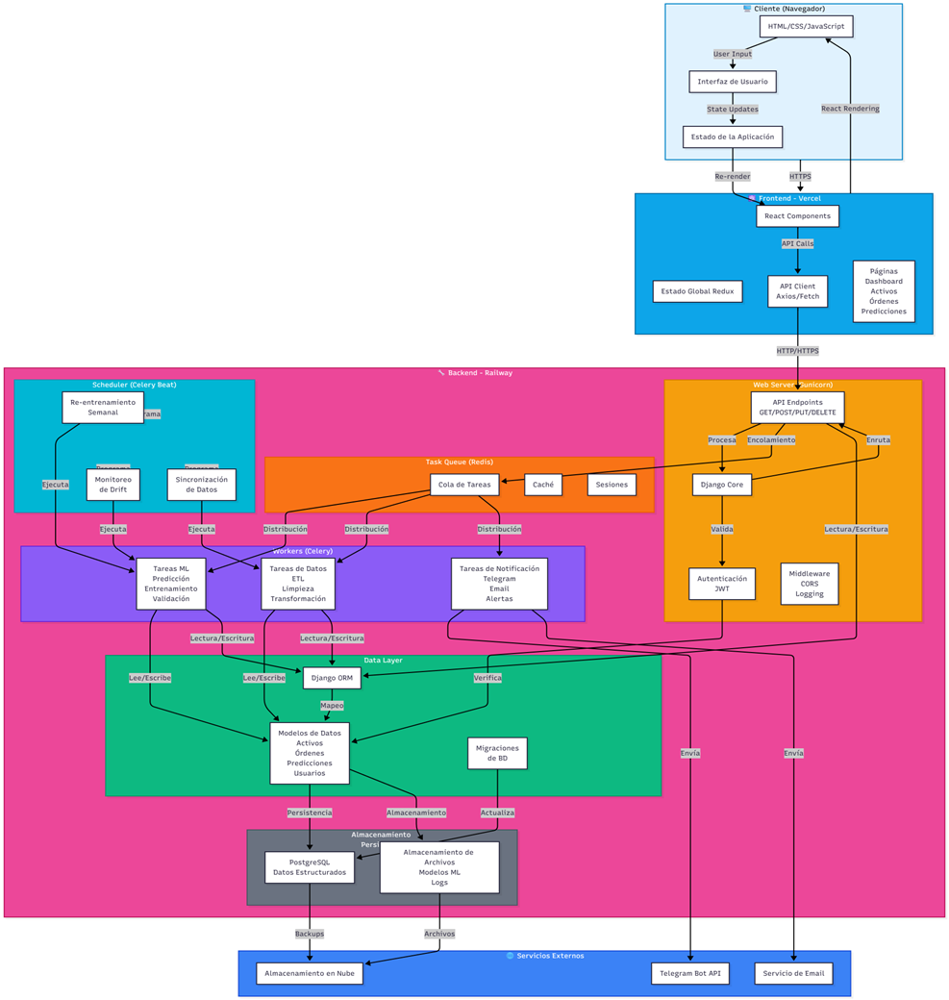 Cliente (Navegador)
HTML/CSS/JavaScript
User Input
Interfaz de Usuario
React Rendering
State Updates
Estado de la Aplicación
Re-render
HTTPS
Frontend - Vercel
React Components
API Calls
Estado Global Redux
API Client
Axios/Fetch
Páginas
Dashboard
Activos
Órdenes
Predicciones
HTTP/HTTPS
Backend - Railway
Scheduler (Celery Beat)
Re-entrenamiento
Semanal
rama
Monitoreo
de Drift
Sincronización
de Datos
Ejecuta
Ejecuta
Ejecuta
Web Server (Gunicorn)
API Endpoints
GET/POST/PUT/DELETE
Procesa
Encolamiento
Enruta
Django Core
Valida
Lectura/Escritura
Autenticación
JWT
Middleware
CORS
Logging
Task Queue (Redis)
Cola de Tareas
Caché
Sesiones
Distribución
Distribución
Distribución
Workers (Celery)
Tareas ML
Predicción
Entrenamiento
Validación
Tareas de Datos
ETL
Limpieza
Transformación
Tareas de Notificación
Telegram
Email
Alertas
Lectura/Escritura
Lectura/Escritura
Data Layer
Django ORM
Lee/Escribe
Lee/Escribe
Verifica
Mapeo
Modelos de Datos
Activos
Órdenes
Predicciones
Usuarios
Migraciones
de BD
Envía
Envía
Persistencia
Almacenamiento
Actualiza
Almacenamiento
PostgreSQL
Datos Estructurados
Almacenamiento de
Archivos
Modelos ML
Logs
Backups
Archivos
Servicios Externos
Almacenamiento en Nube
Telegram Bot API
Servicio de Email